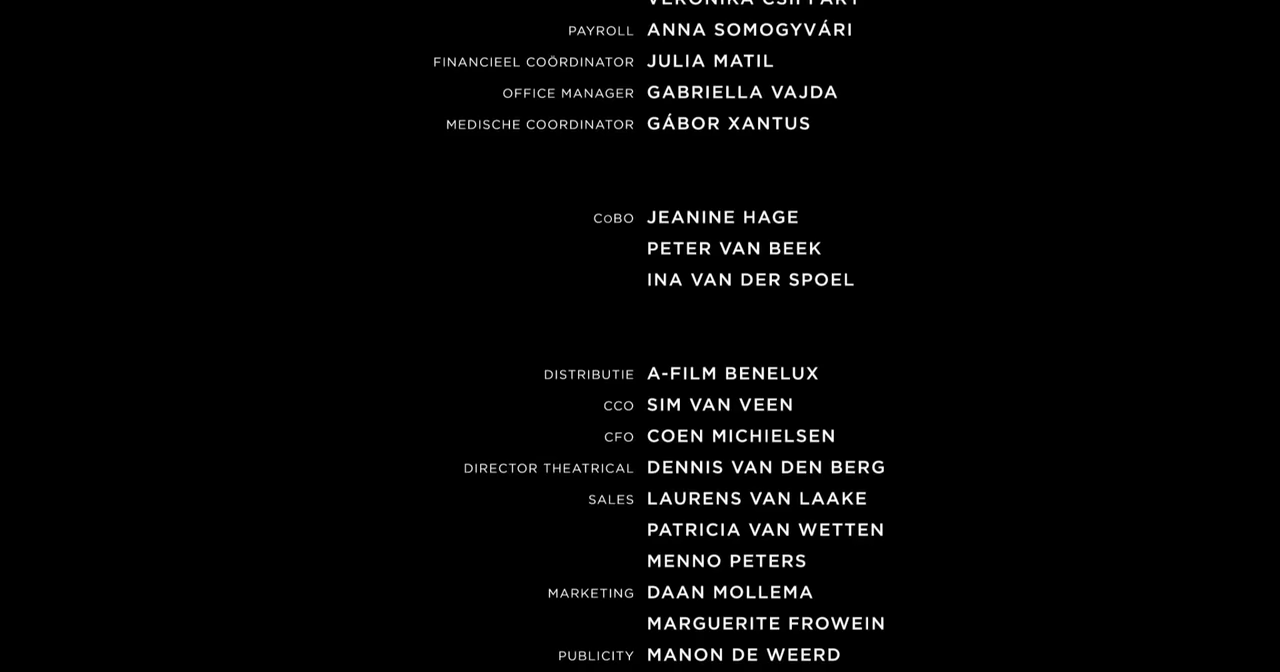 PAYROLL ANNA SOMOGYVÁRI
FINANCIEEL COÖRDINATOR JULIA MATIL
OFFICE MANAGER GABRIELLA VAJDA
MEDISCHE COORDINATOR GÁBOR XANTUS
CoBO JEANINE HAGE
PETER VAN BEEK
INA VAN DER SPOEL
DISTRIBUTIE A-FILM BENELUX
CCO SIM VAN VEEN
CFO COEN MICHIELSEN
DIRECTOR THEATRICAL DENNIS VAN DEN BERG
SALES LAURENS VAN LAAKE
PATRICIA VAN WETTEN
MENNO PETERS
MARKETING DAAN MOLLEMA
MARGUERITE FROWEIN
PUBLICITY MANON DE WEERD